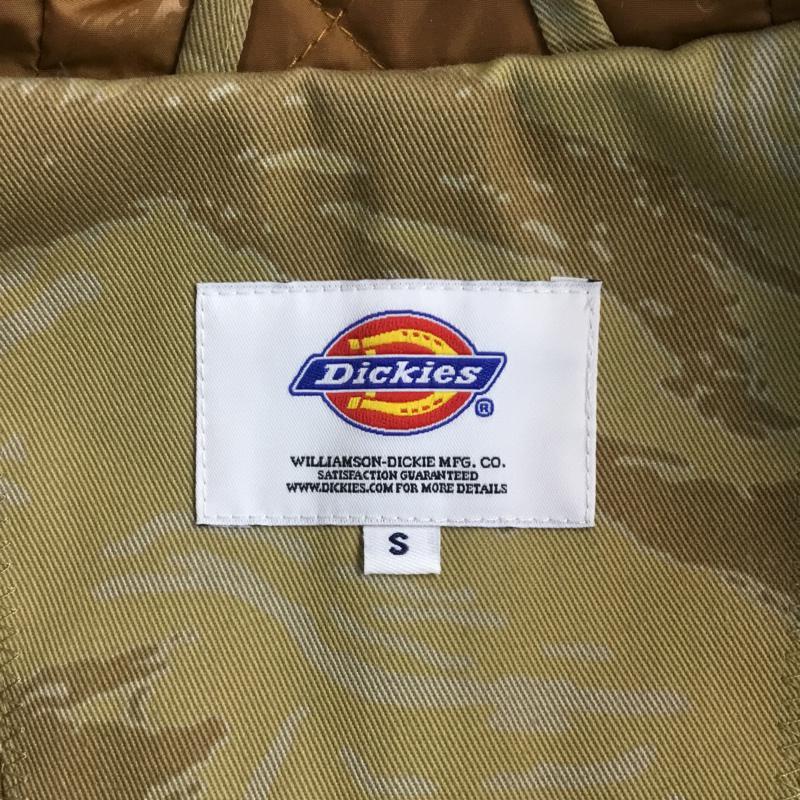 Dickies
®
WILLIAMSON-DICKIE MFG. CO.
SATISFACTION GUARANTEED
WWW.DICKIES.COM FOR MORE DETAILS
S